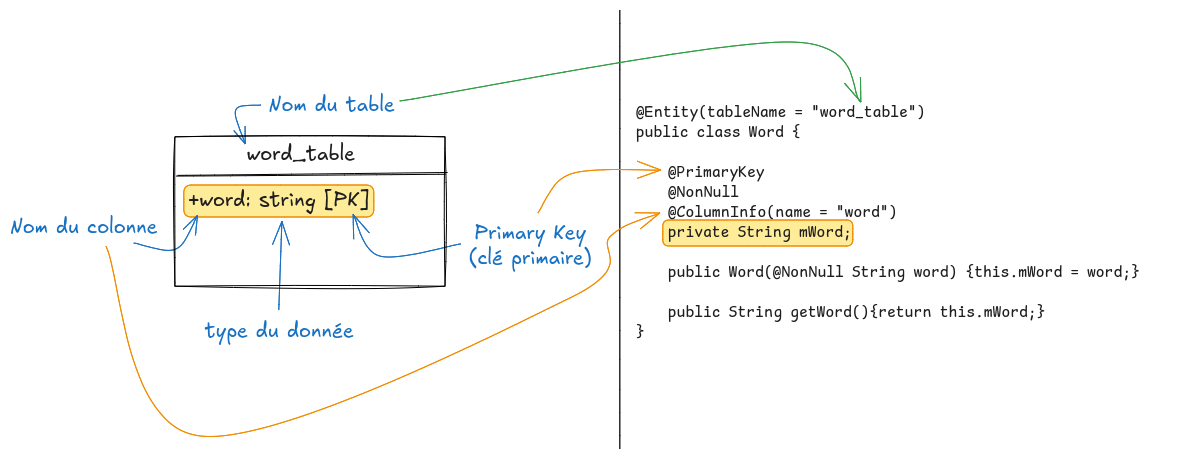 Nom du table
word_table
+word: string [PK]
Nom du colonne
Primary Key
(clé primaire)
type du donnée
@Entity(tableName = "word_table")
public class Word {
@PrimaryKey
@NonNull
@ColumnInfo(name = "word")
private String mWord;
public Word(@NonNull String word) {this.mWord = word;}
public String getWord(){return this.mWord;}
}